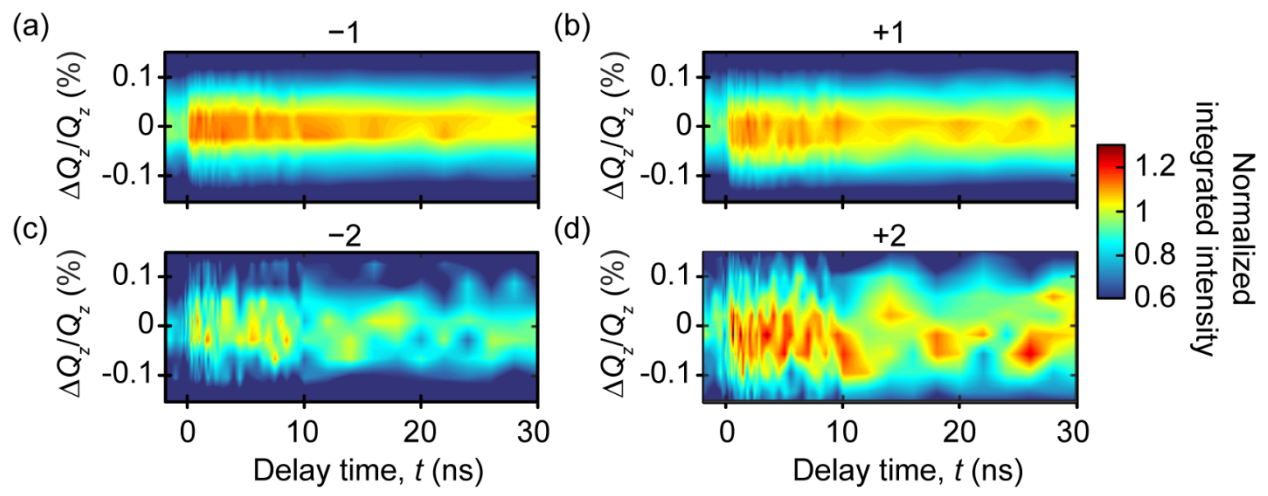 (a)
−1
(b)
+1
ΔQz/Qz (%)
0.1
0
-0.1
ΔQz/Qz (%)
0.1
0
-0.1
(c)
−2
(d)
+2
ΔQz/Qz (%)
0.1
0
-0.1
0 10 20 30
Delay time, t (ns)
ΔQz/Qz (%)
0.1
0
-0.1
0 10 20 30
Delay time, t (ns)
1.2
1
0.8
0.6
Normalized
integrated intensity